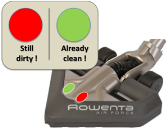 Still
dirty !
Already
clean !
Rowenta
AIR FORCE